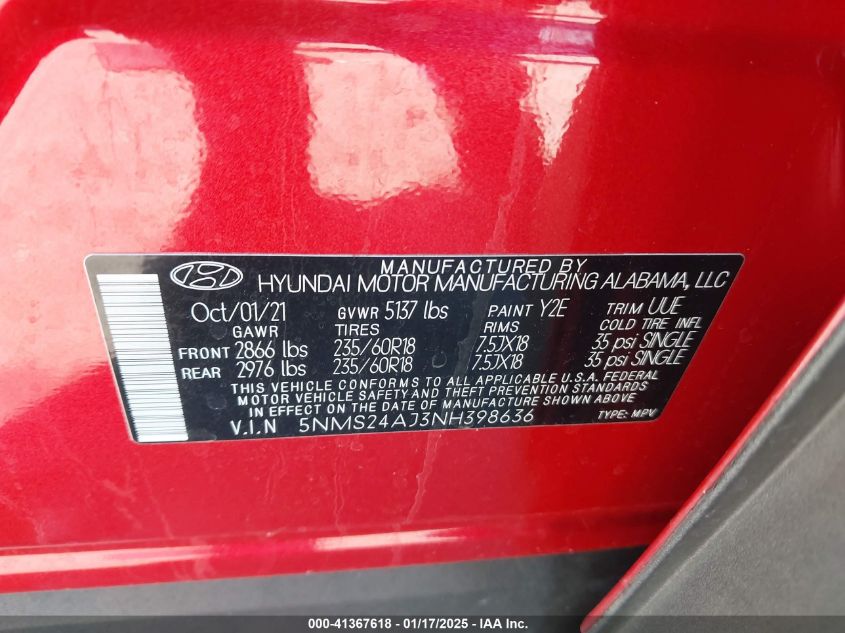 MANUFACTURED BY
HYUNDAI MOTOR MANUFACTURING ALABAMA, LLC
Oct/01/21 GVWR 5137 lbs PAINT Y2E TRIM UUE
GAWR TIRES RIMS COLD TIRE INFL
FRONT 2866 lbs 235/60R18 7.5JX18 35 psi SINGLE
REAR 2976 lbs 235/60R18 7.5JX18 35 psi SINGLE
THIS VEHICLE CONFORMS TO ALL APPLICABLE U.S.A. FEDERAL
MOTOR VEHICLE SAFETY AND THEFT PREVENTION STANDARDS
IN EFFECT ON THE DATE OF MANUFACTURE SHOWN ABOVE.
V.I.N 5NMS24AJ3NH398636 TYPE: MPV
000-41367618 - 01/17/2025 - IAA Inc.